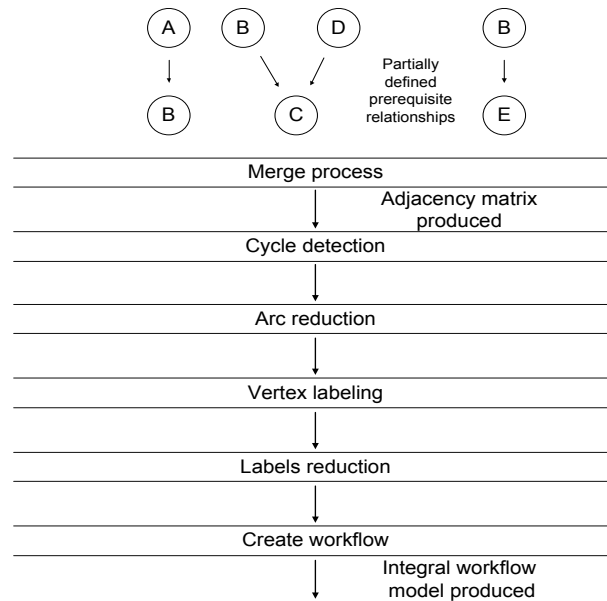 A B D B
Partially
defined
prerequisite
relationships
B C E
Merge process
Adjacency matrix
produced
Cycle detection
Arc reduction
Vertex labeling
Labels reduction
Create workflow
Integral workflow
model produced